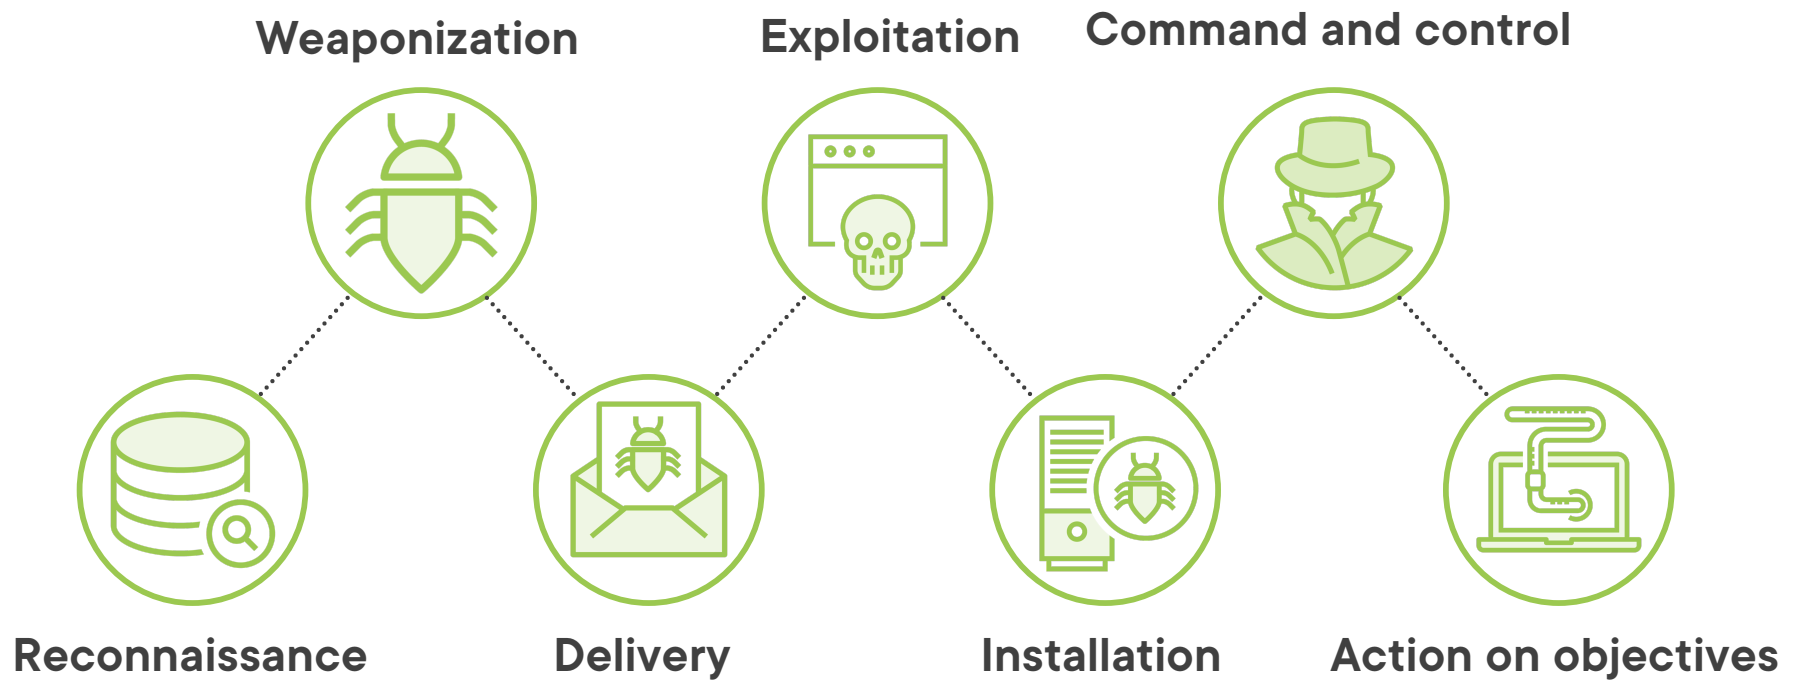 Weaponization
Exploitation
Command and control
Reconnaissance
Delivery
Installation
Action on objectives